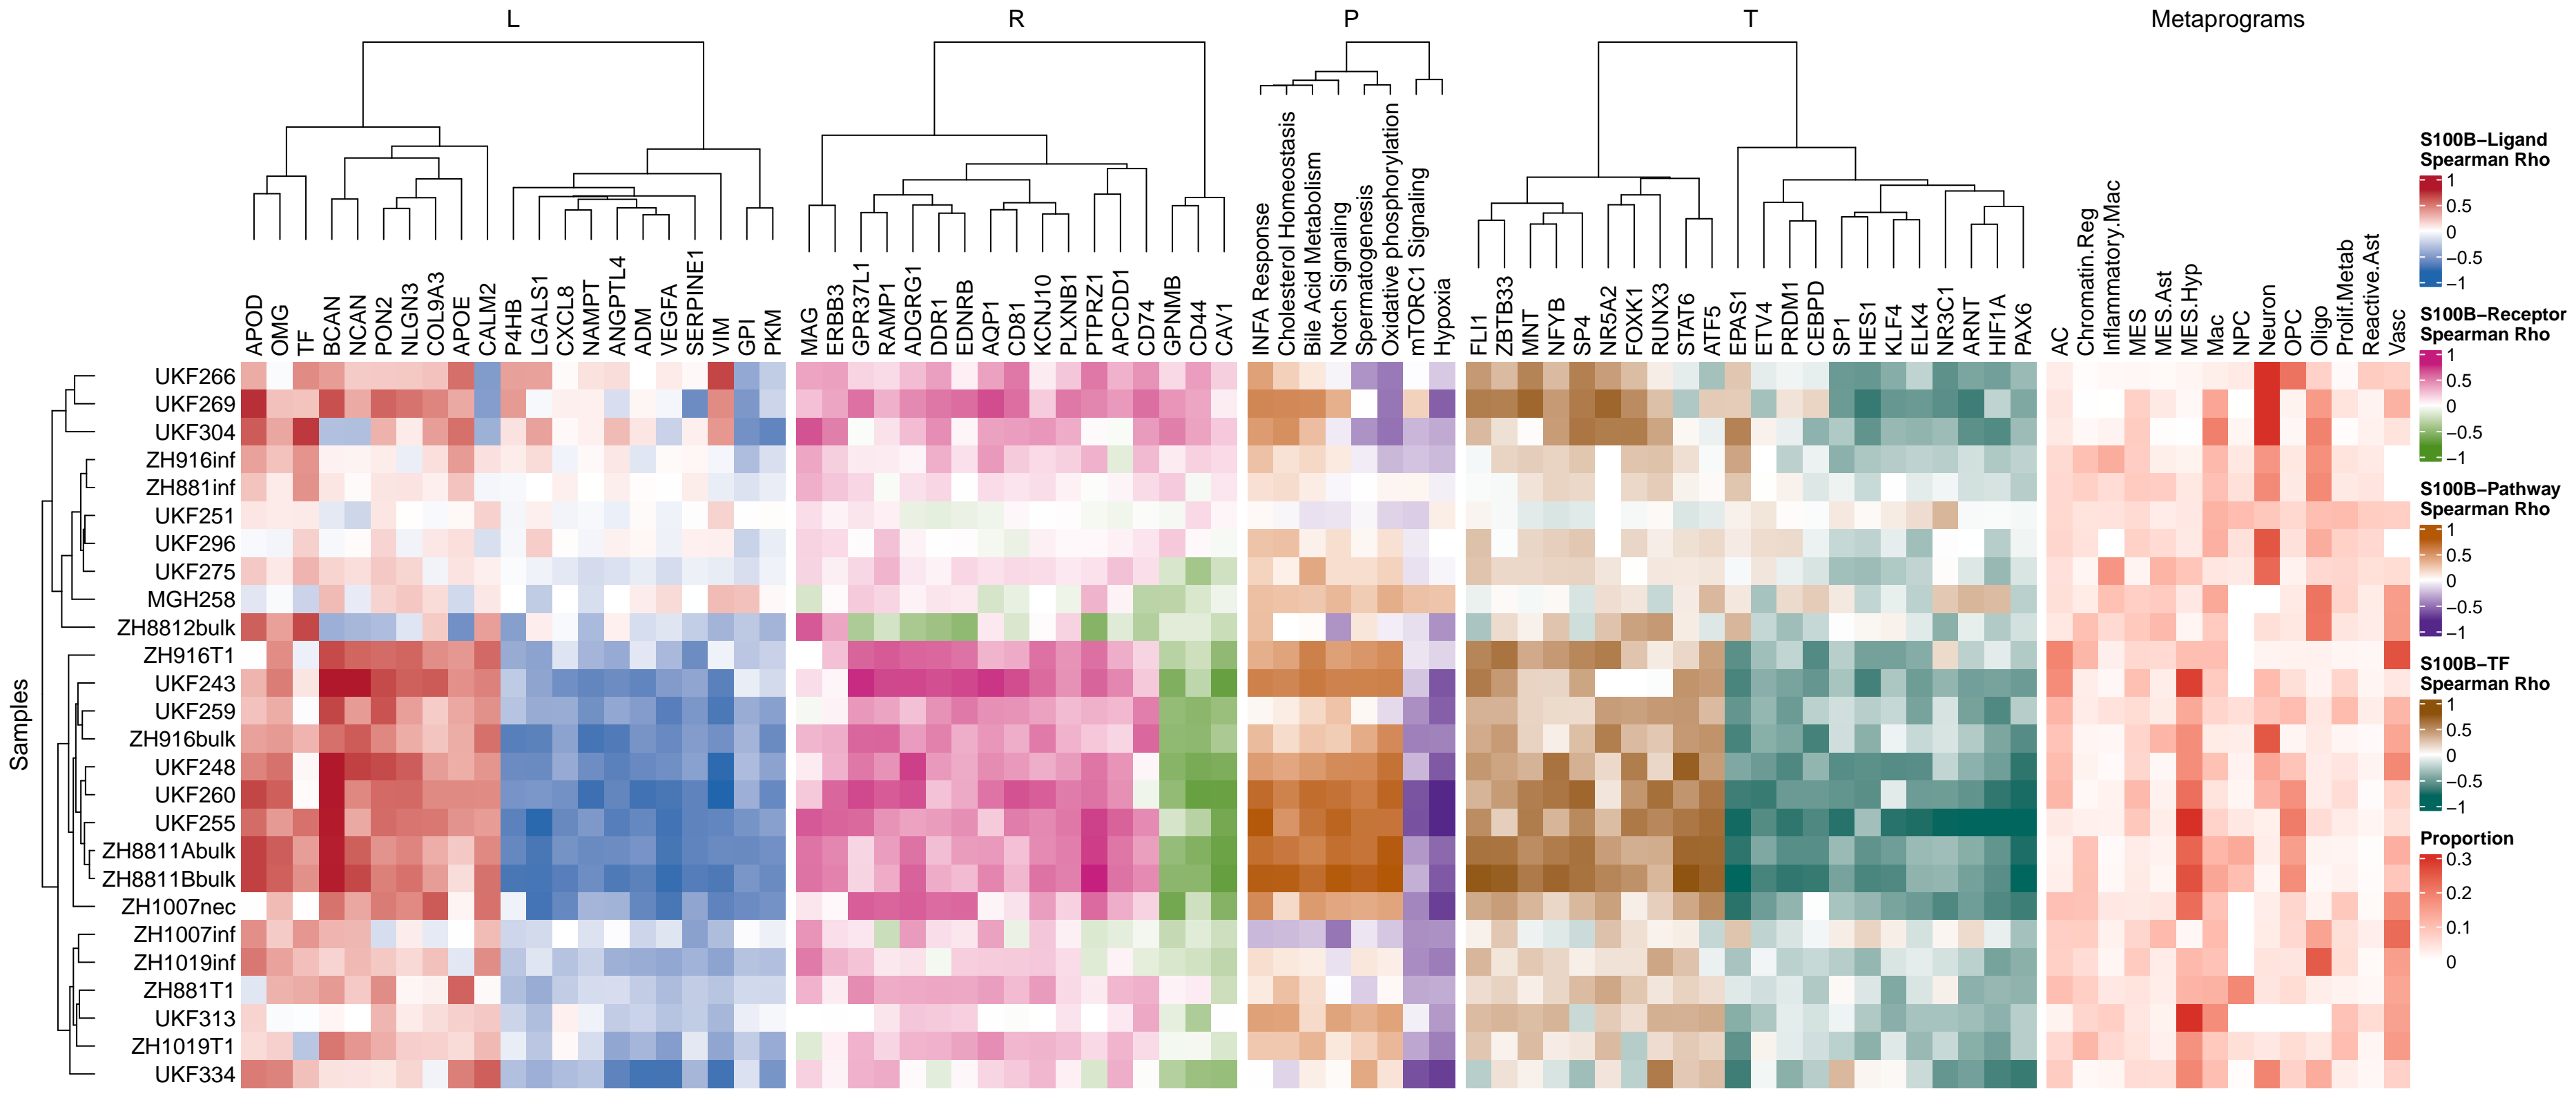 L R P T Metaprograms
APOD OMG TF BCAN NCAN PON2 NLGN3 COL9A3 APOE CALM2 P4HB LGALS1 CXCL8 NAMPT ANGPTL4 ADM VEGFA SERPINE1 VIM GPI PKM
MAG ERBB3 GPR37L1 RAMP1 ADGRG1 DDR1 EDNRB AQP1 CD81 KCNJ10 PLXNB1 PTPRZ1 APCDD1 CD74 GPNMB CD44 CAV1
INFA Response
Cholesterol Homeostasis
Bile Acid Metabolism
Notch Signaling
Spermatogenesis
Oxidative phosphorylation
mTORC1 Signaling
Hypoxia
FLI1 ZBTB33 MNT NFYB SP4 NR5A2 FOXK1 RUNX3 STAT6 ATF5 EPAS1 ETV4 PRDM1 CEBPD SP1 HES1 KLF4 ELK4 NR3C1 ARNT HIF1A PAX6
AC Chromatin.Reg Inflammatory.Mac MES MES.Ast MES.Hyp Mac NPC Neuron OPC Oligo Prolif.Metab Reactive.Ast Vasc
Samples
UKF266
UKF269
UKF304
ZH916inf
ZH881inf
UKF251
UKF296
UKF275
MGH258
ZH8812bulk
ZH916T1
UKF243
UKF259
ZH916bulk
UKF248
UKF260
UKF255
ZH8811Abulk
ZH8811Bbulk
ZH1007nec
ZH1007inf
ZH1019inf
ZH881T1
UKF313
ZH1019T1
UKF334
S100B−Ligand
Spearman Rho
1
0.5
0
−0.5
−1
S100B−Receptor
Spearman Rho
1
0.5
0
−0.5
−1
S100B−Pathway
Spearman Rho
1
0.5
0
−0.5
−1
S100B−TF
Spearman Rho
1
0.5
0
−0.5
−1
Proportion
0.3
0.2
0.1
0